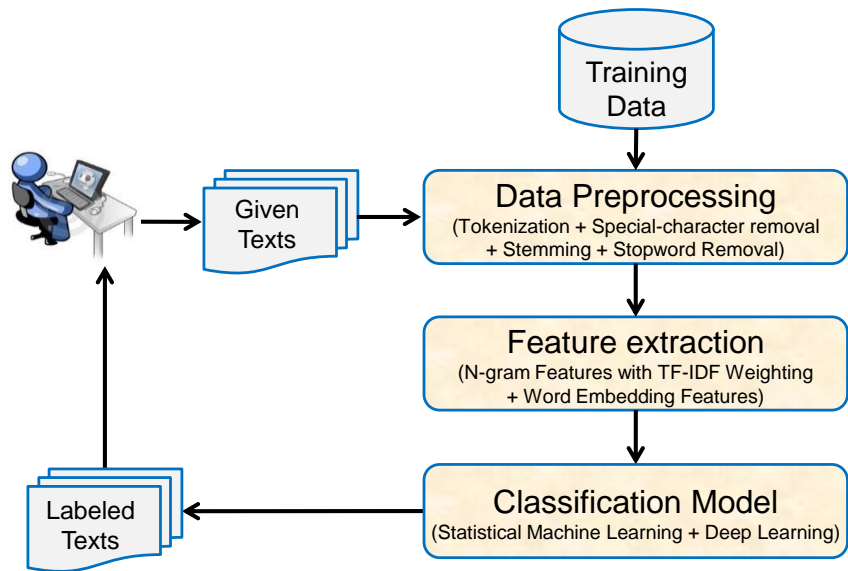 Training
Data
Given
Texts
Data Preprocessing
(Tokenization + Special-character removal
+ Stemming + Stopword Removal)
Feature extraction
(N-gram Features with TF-IDF Weighting
+ Word Embedding Features)
Classification Model
(Statistical Machine Learning + Deep Learning)
Labeled
Texts